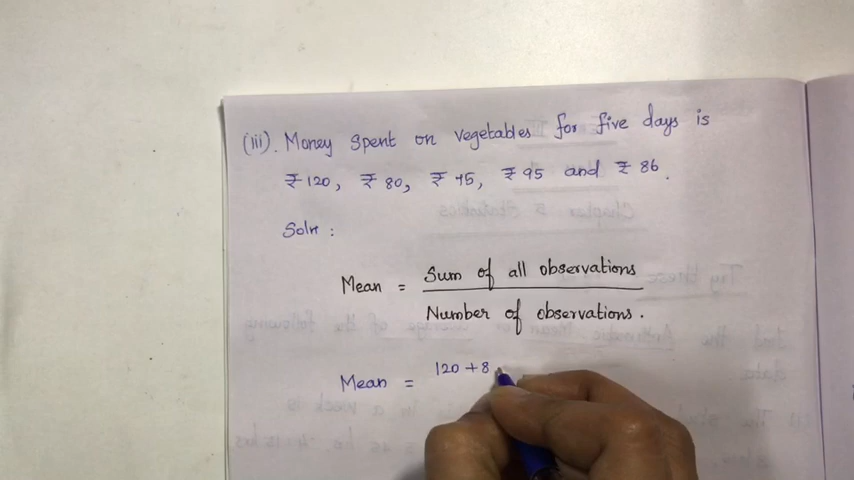 (iii). Money spent on vegetables for five days is
₹ 120, ₹ 80, ₹ 75, ₹ 95 and ₹ 86.
Soln :
Mean = Sum of all observations
Number of observations.
Mean = 120 + 8